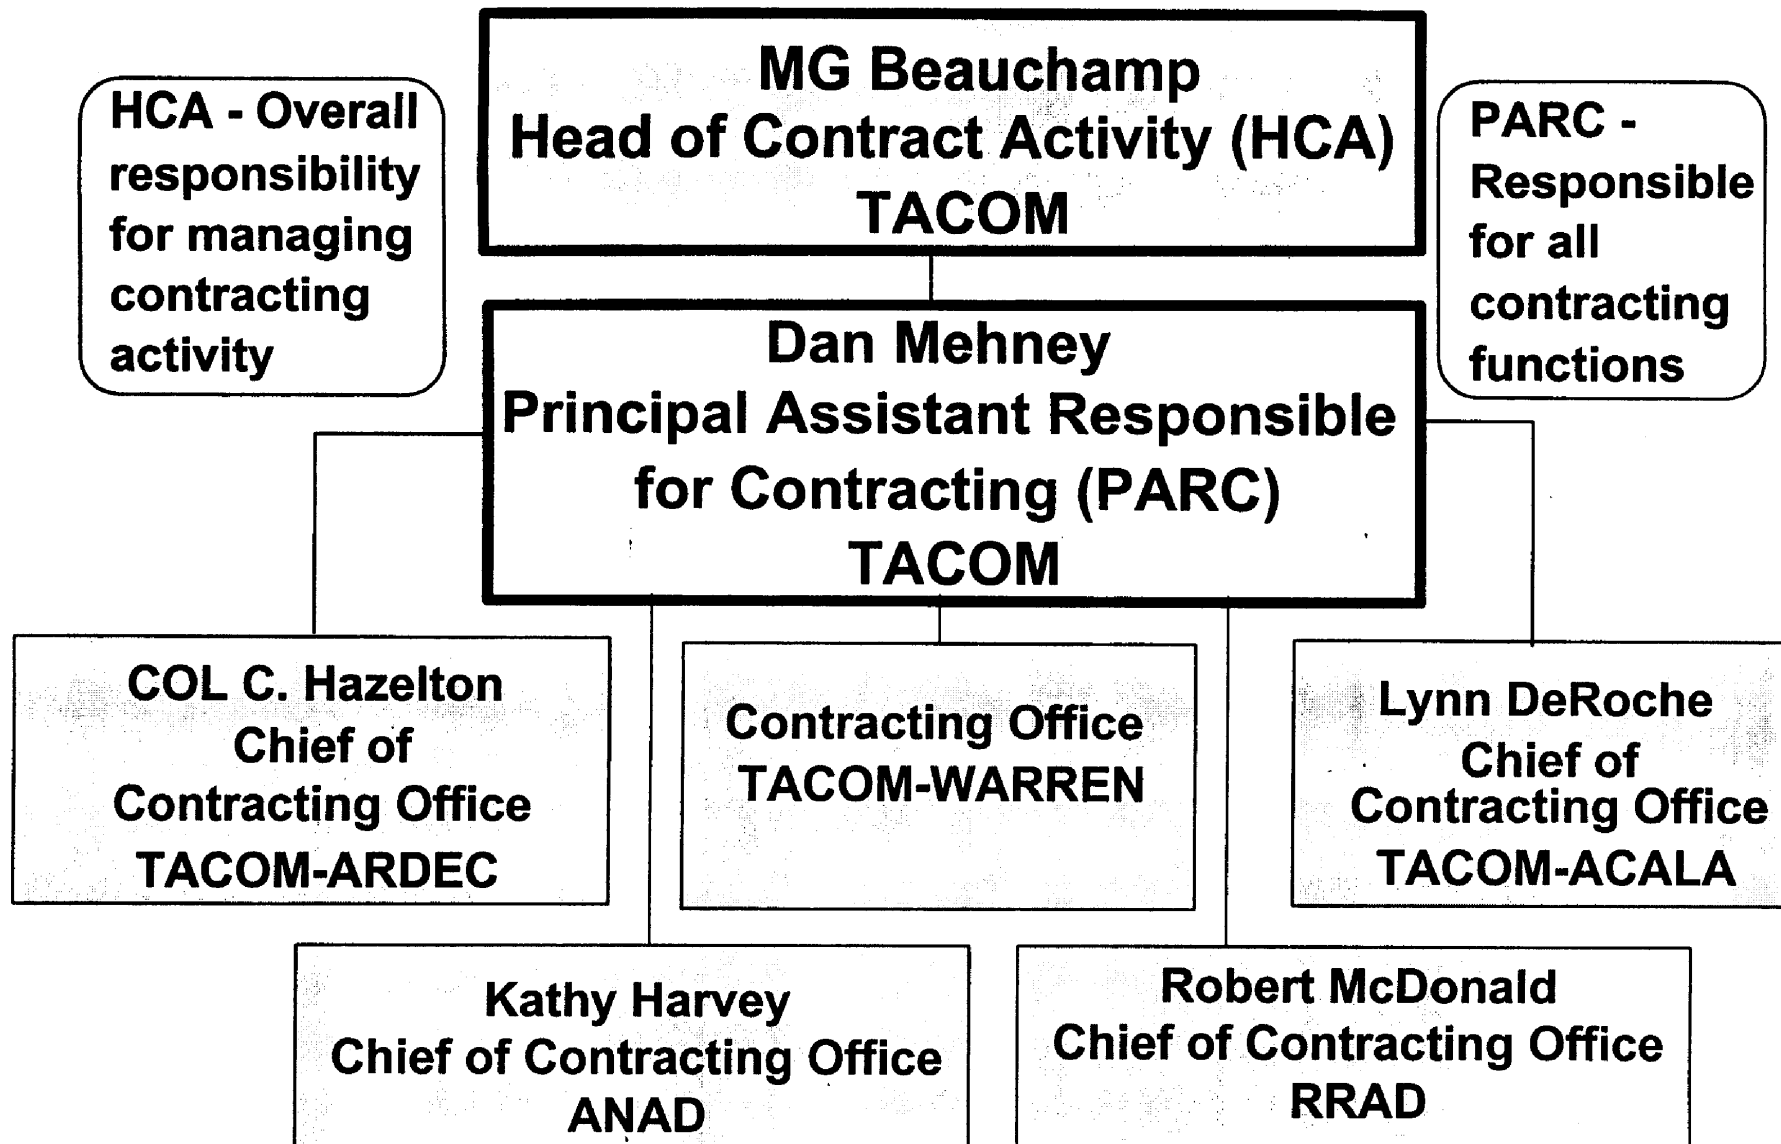 MG Beauchamp
Head of Contract Activity (HCA)
TACOM
HCA - Overall
responsibility
for managing
contracting
activity
PARC -
Responsible
for all
contracting
functions
Dan Mehney
Principal Assistant Responsible
for Contracting (PARC)
TACOM
COL C. Hazelton
Chief of
Contracting Office
TACOM-ARDEC
Contracting Office
TACOM-WARREN
Lynn DeRoche
Chief of
Contracting Office
TACOM-ACALA
Kathy Harvey
Chief of Contracting Office
ANAD
Robert McDonald
Chief of Contracting Office
RRAD